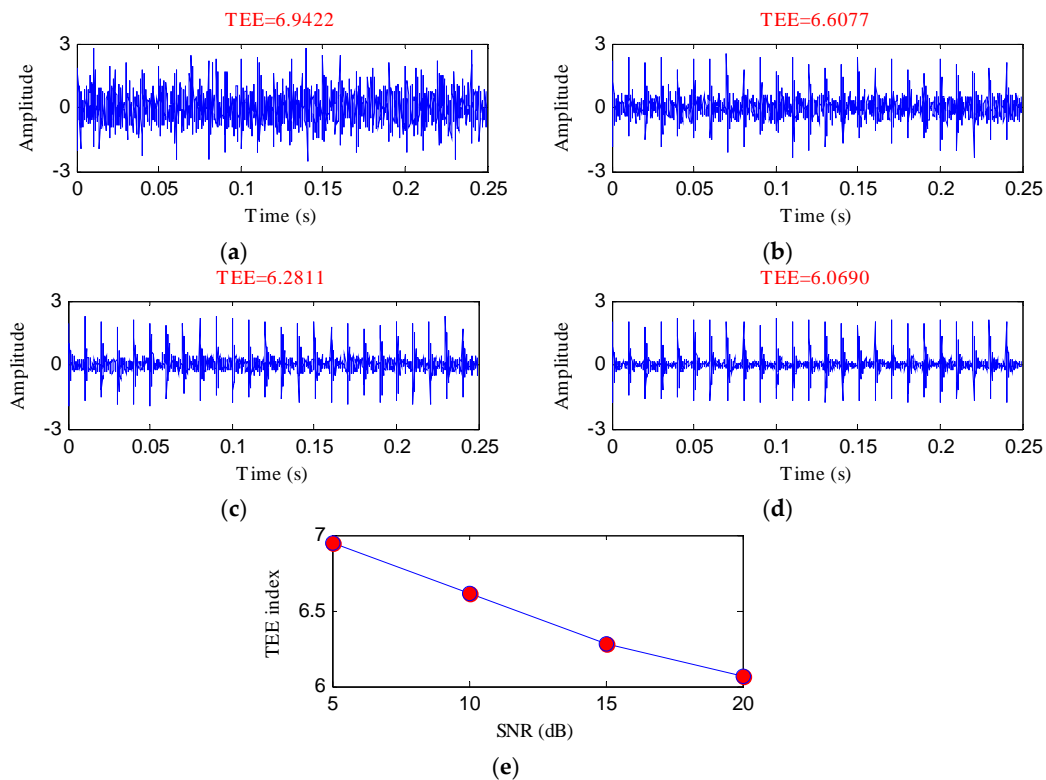 TEE=6.9422
3
0
-3
Amplitude
0 0.05 0.1 0.15 0.2 0.25
Time (s)
(a)
TEE=6.6077
3
0
-3
Amplitude
0 0.05 0.1 0.15 0.2 0.25
Time (s)
(b)
TEE=6.2811
3
0
-3
Amplitude
0 0.05 0.1 0.15 0.2 0.25
Time (s)
(c)
TEE=6.0690
3
0
-3
Amplitude
0 0.05 0.1 0.15 0.2 0.25
Time (s)
(d)
7
6.5
6
TEE index
5 10 15 20
SNR (dB)
(e)